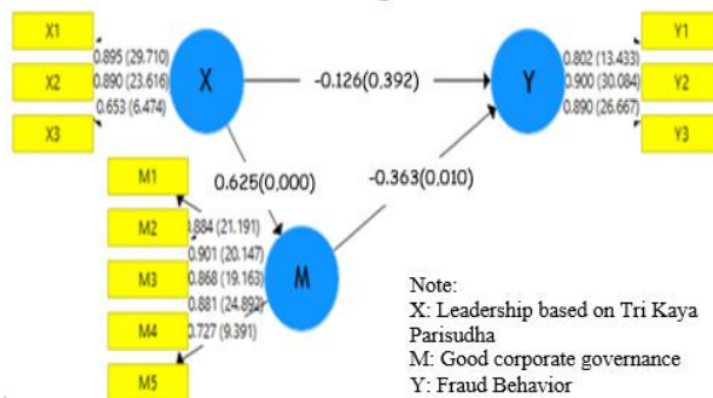 X1
0.895 (29.710)
X2
0.890 (23.616)
0.653 (6.474)
X3
X
-0.126(0,392)
Y
Y1
0.802 (13.433)
0.900 (30.084)
Y2
0.890 (26.667)
Y3
0.625(0,000)
-0.363(0,010)
M1
0.884 (21.191)
M2
0.901 (20.147)
M3
0.868 (19.163)
0.881 (24.892)
M4
0.727 (9.391)
M5
M
Note:
X: Leadership based on Tri Kaya
Parisudha
M: Good corporate governance
Y: Fraud Behavior